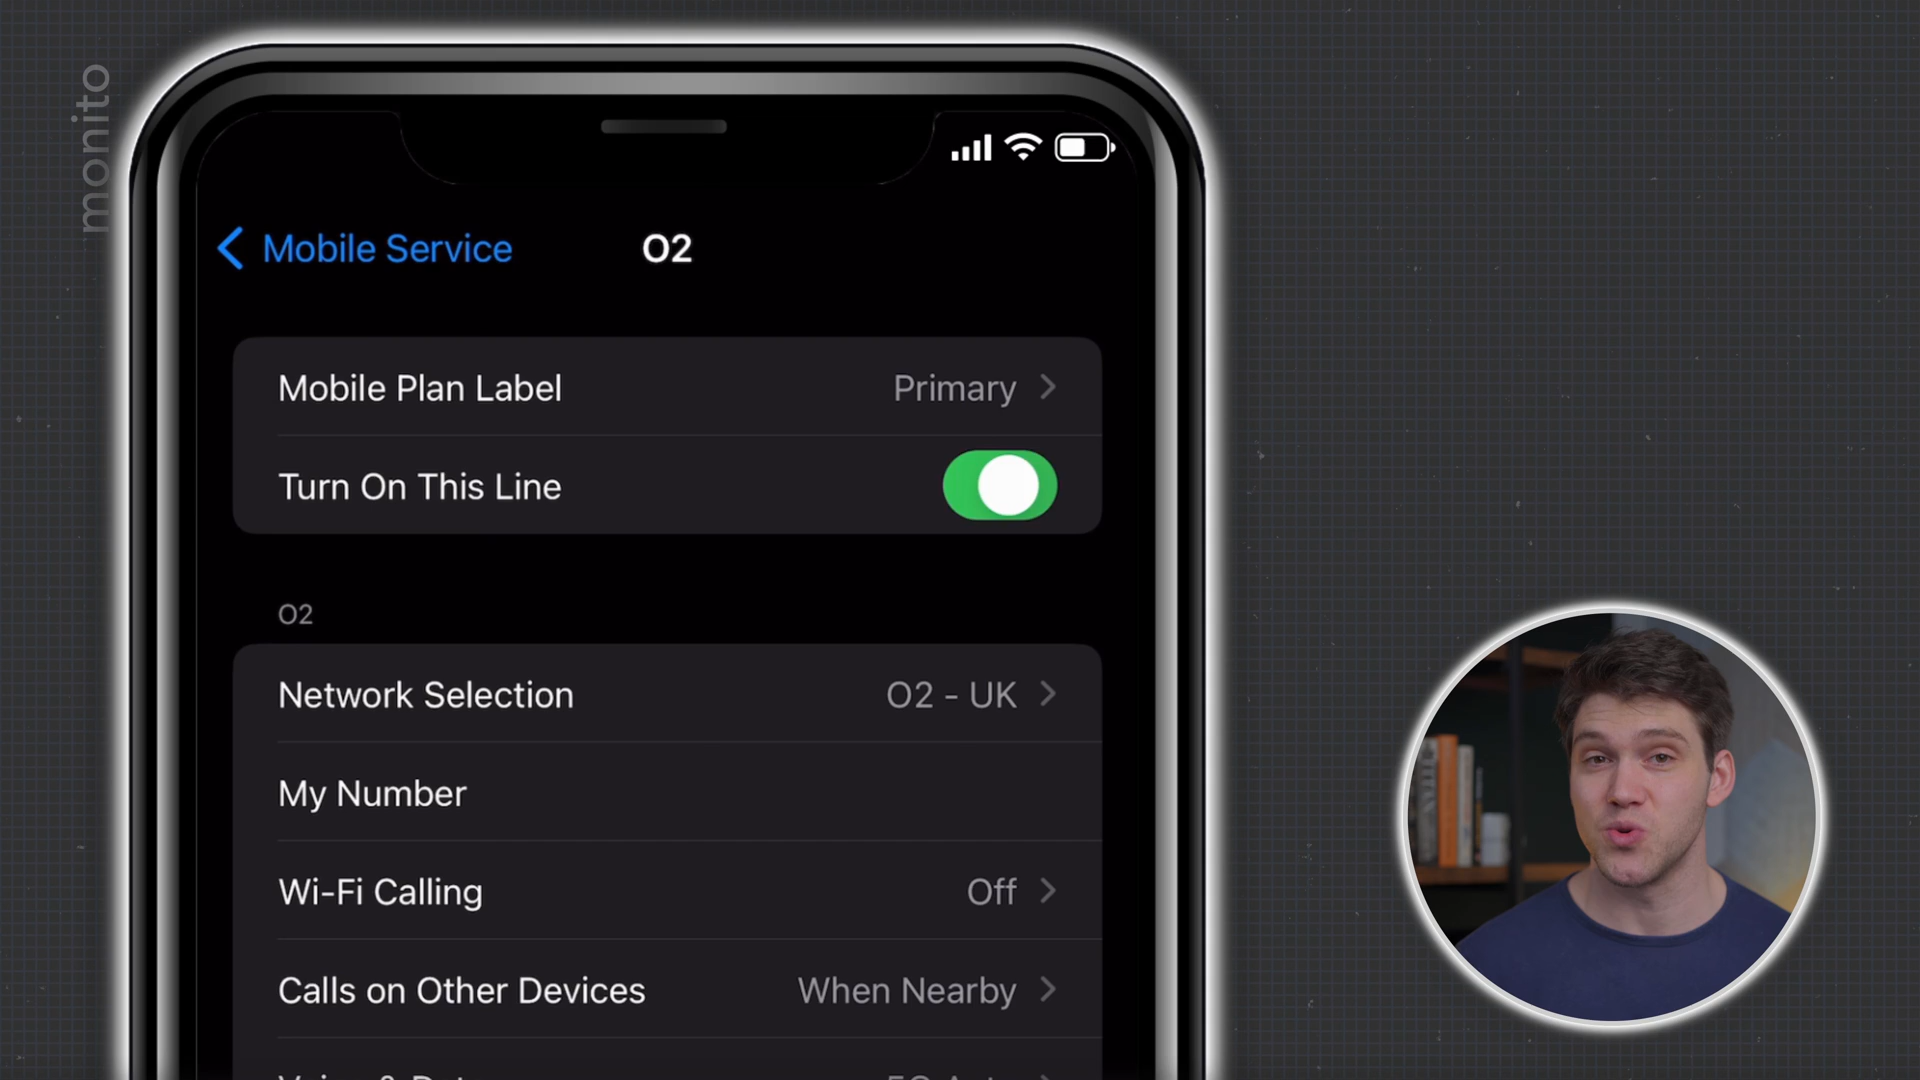 monito
Mobile Service
O2
Mobile Plan Label Primary
Turn On This Line
O2
Network Selection O2 - UK
My Number
Wi-Fi Calling Off
Calls on Other Devices When Nearby